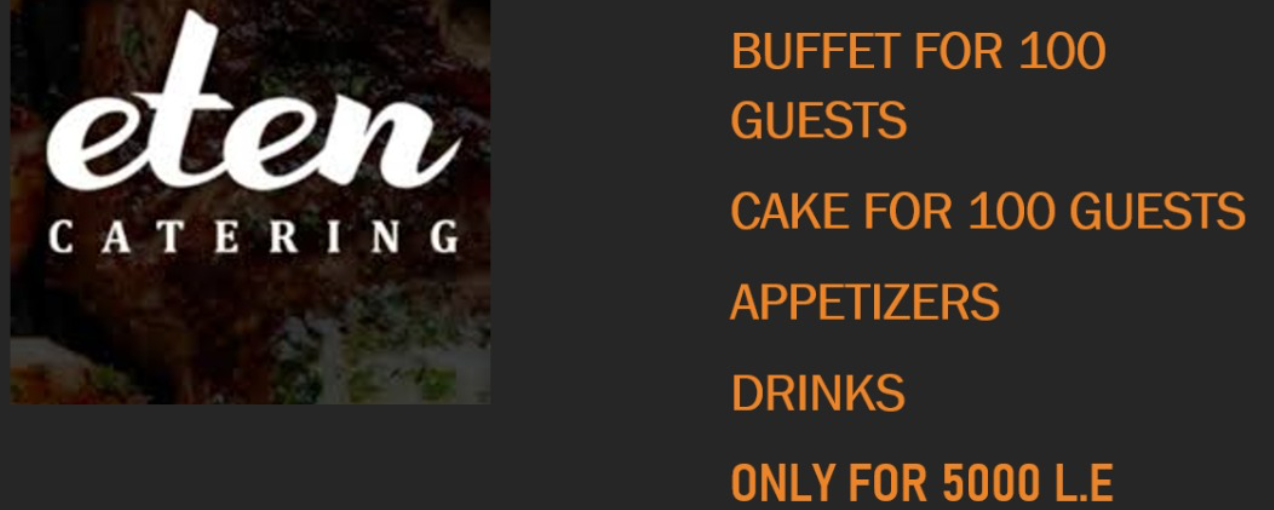 eten
CATERING
BUFFET FOR 100
GUESTS
CAKE FOR 100 GUESTS
APPETIZERS
DRINKS
ONLY FOR 5000 L.E